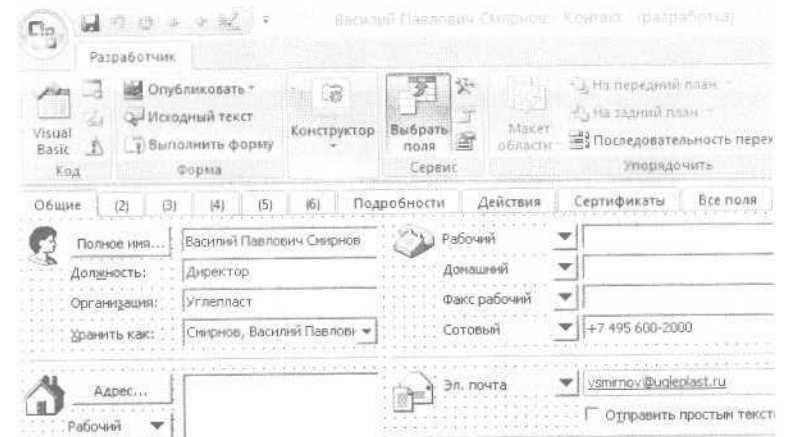 Василий Павлович Смирнов - Контакт (разработка)
Разработчик
Visual Basic
Опубликовать
Исходный текст
Выполнить форму
Конструктор
Выбрать поля
Макет области
На передний план
На задний план
Последовательность перех
Код
Форма
Сервис
Упорядочить
Общие (2) (3) (4) (5) (6) Подробности Действия Сертификаты Все поля
Полное имя... Василий Павлович Смирнов Рабочий
Должность: Директор Домашний
Организация: Углепласт Факс рабочий
Хранить как: Смирнов, Василий Павлови Сотовый +7 495 600-2000
Адрес... Эл. почта vsmirnov@ugleplast.ru
Рабочий Отправить простым текст